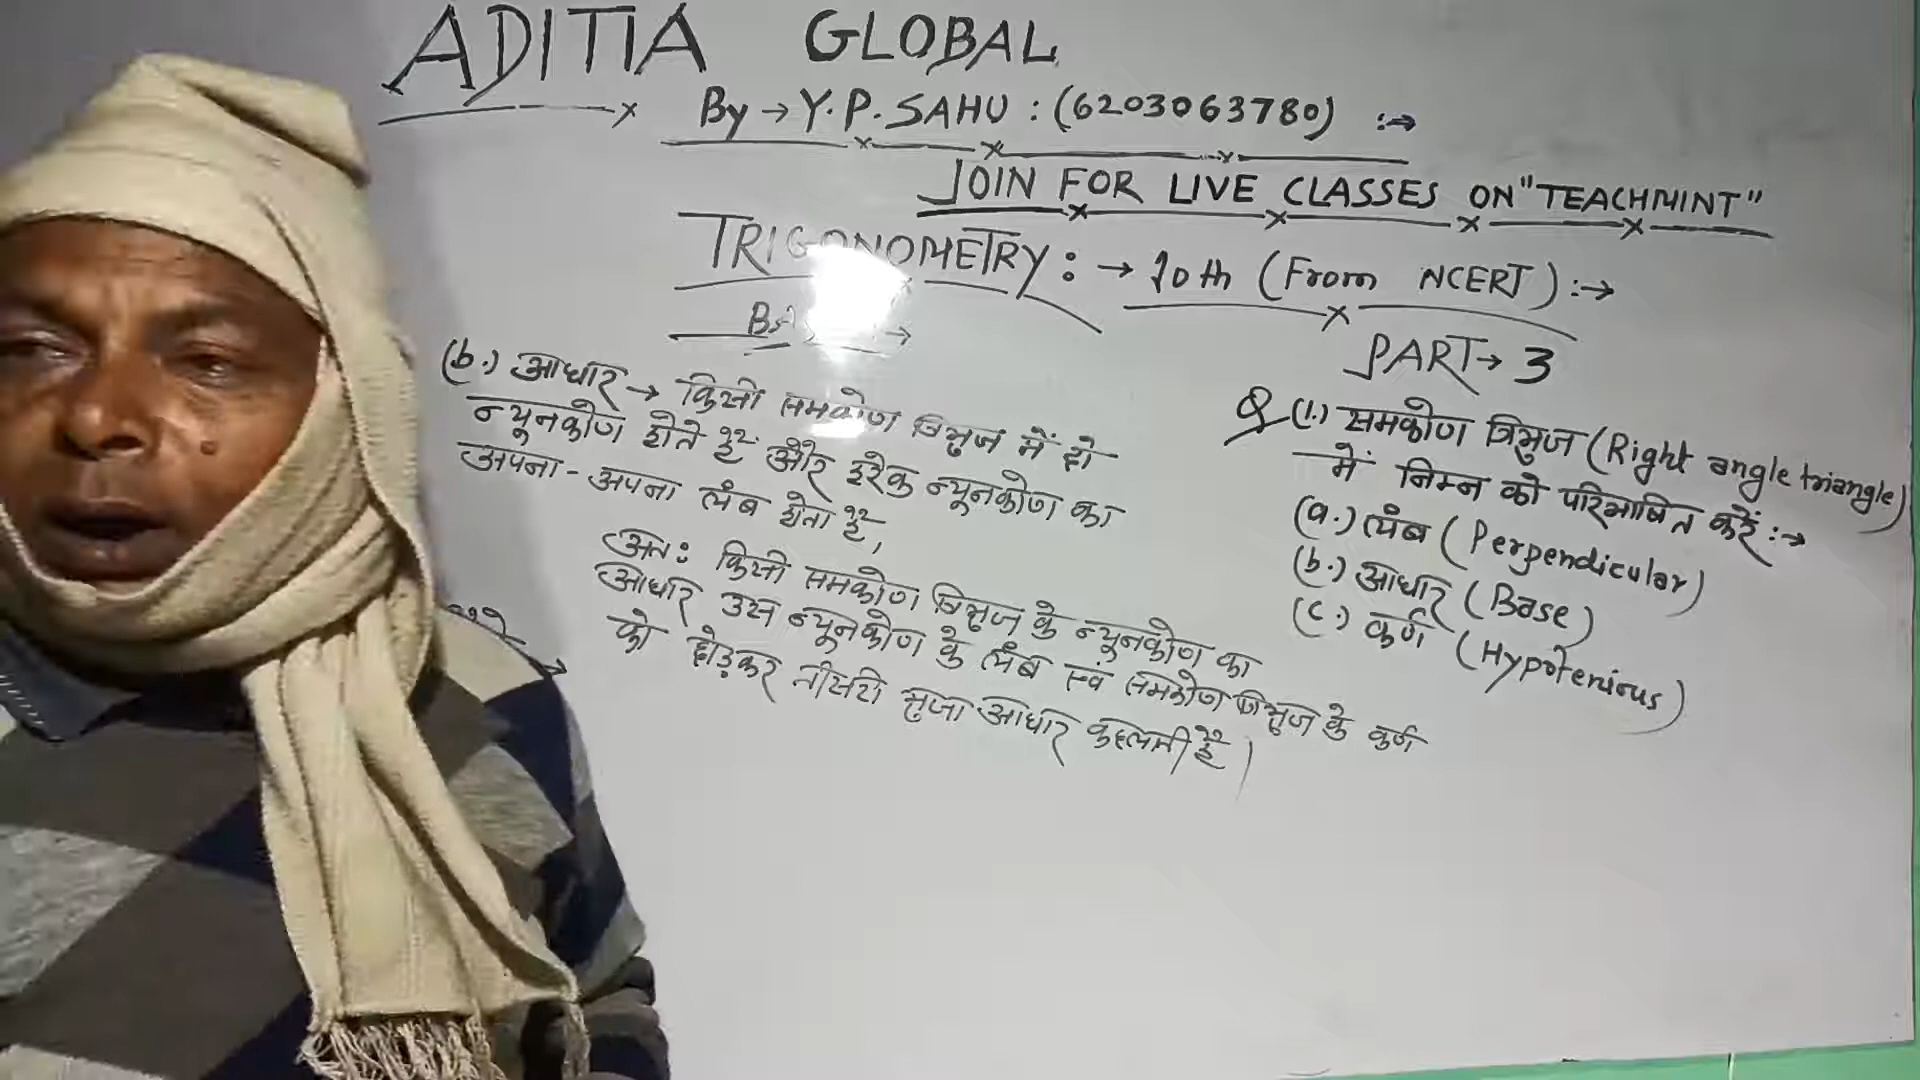 ADITIA GLOBAL
By → Y.P. SAHU : (6203063780) :→
JOIN FOR LIVE CLASSES ON "TEACHMINT"
TRIGONOMETRY : → 10th (From NCERT) :→
PART → 3
(b.) आधार → किसी समकोण त्रिभुज में दो
न्यूनकोण होते हैं और हरेक न्यूनकोण का
अपना - अपना लंब होता है,
अतः किसी समकोण त्रिभुज के न्यूनकोण का
आधार उस न्यूनकोण के लंब एवं समकोण त्रिभुज के कर्ण
को छोड़कर तीसरी भुजा आधार कहलाती है।
Q (1.) समकोण त्रिभुज (Right angle triangle)
में निम्न को परिभाषित करें :→
(a.) लंब (Perpendicular)
(b.) आधार (Base)
(c.) कर्ण (Hypotenious)